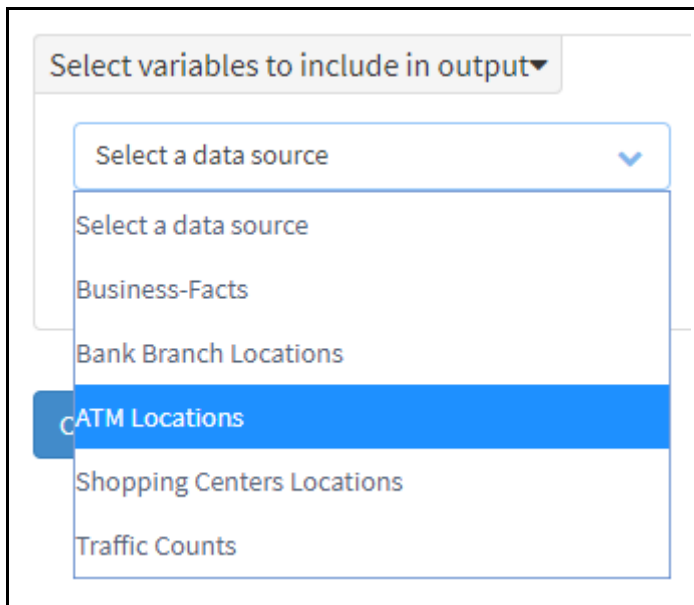 Select variables to include in output
Select a data source
Select a data source
Business-Facts
Bank Branch Locations
ATM Locations
Shopping Centers Locations
Traffic Counts